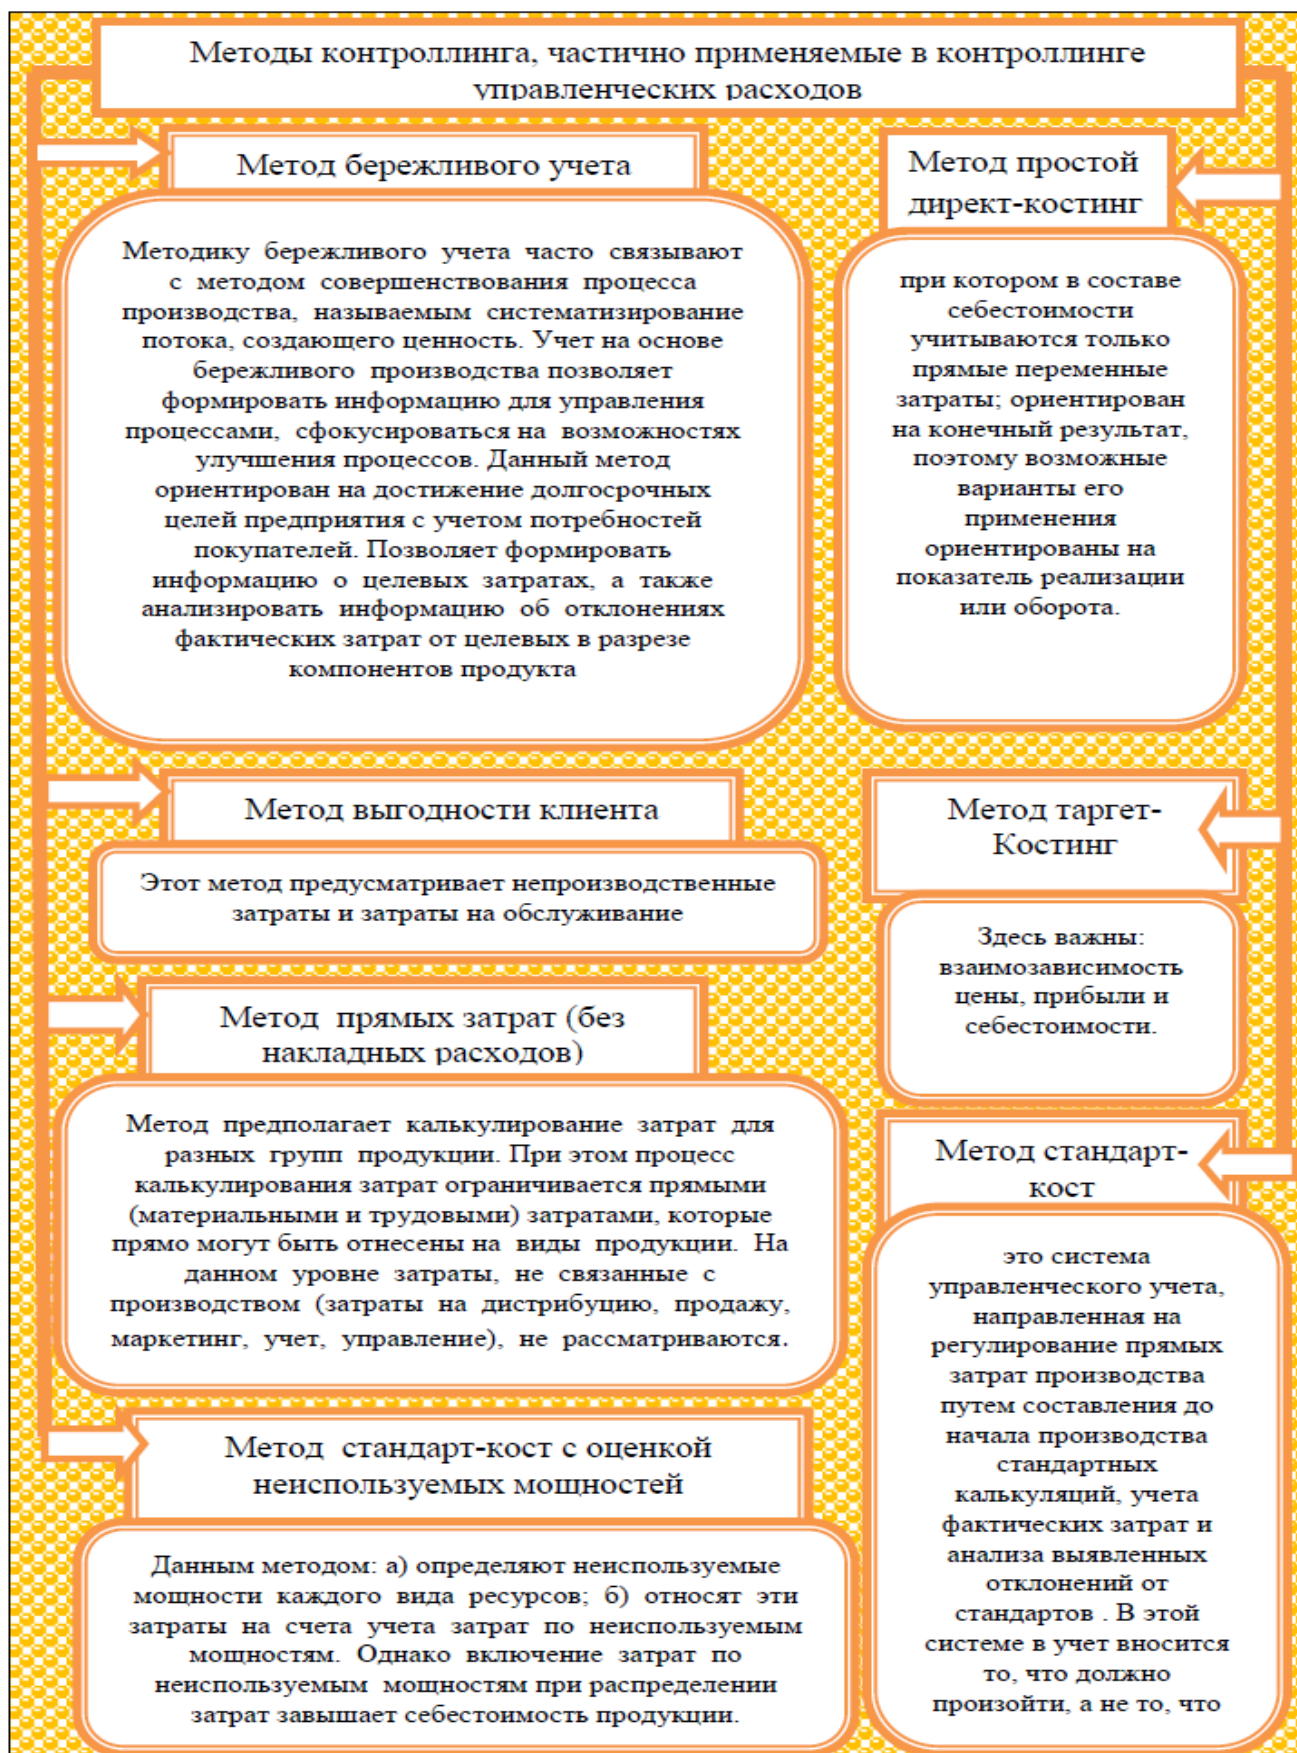 Методы контроллинга, частично применяемые в контроллинге
управленческих расходов
Метод бережливого учета
Методику бережливого учета часто связывают
с методом совершенствования процесса
производства, называемым систематизирование
потока, создающего ценность. Учет на основе
бережливого производства позволяет
формировать информацию для управления
процессами, сфокусироваться на возможностях
улучшения процессов. Данный метод
ориентирован на достижение долгосрочных
целей предприятия с учетом потребностей
покупателей. Позволяет формировать
информацию о целевых затратах, а также
анализировать информацию об отклонениях
фактических затрат от целевых в разрезе
компонентов продукта
Метод простой
директ-костинг
при котором в составе
себестоимости
учитываются только
прямые переменные
затраты; ориентирован
на конечный результат,
поэтому возможные
варианты его
применения
ориентированы на
показатель реализации
или оборота.
Метод выгодности клиента
Этот метод предусматривает непроизводственные
затраты и затраты на обслуживание
Метод таргет-
Костинг
Здесь важны:
взаимозависимость
цены, прибыли и
себестоимости.
Метод прямых затрат (без
накладных расходов)
Метод предполагает калькулирование затрат для
разных групп продукции. При этом процесс
калькулирования затрат ограничивается прямыми
(материальными и трудовыми) затратами, которые
прямо могут быть отнесены на виды продукции. На
данном уровне затраты, не связанные с
производством (затраты на дистрибуцию, продажу,
маркетинг, учет, управление), не рассматриваются.
Метод стандарт-
кост
это система
управленческого учета,
направленная на
регулирование прямых
затрат производства
путем составления до
начала производства
стандартных
калькуляций, учета
фактических затрат и
анализа выявленных
отклонений от
стандартов . В этой
системе в учет вносится
то, что должно
произойти, а не то, что
Метод стандарт-кост с оценкой
неиспользуемых мощностей
Данным методом: а) определяют неиспользуемые
мощности каждого вида ресурсов; б) относят эти
затраты на счета учета затрат по неиспользуемым
мощностям. Однако включение затрат по
неиспользуемым мощностям при распределении
затрат завышает себестоимость продукции.